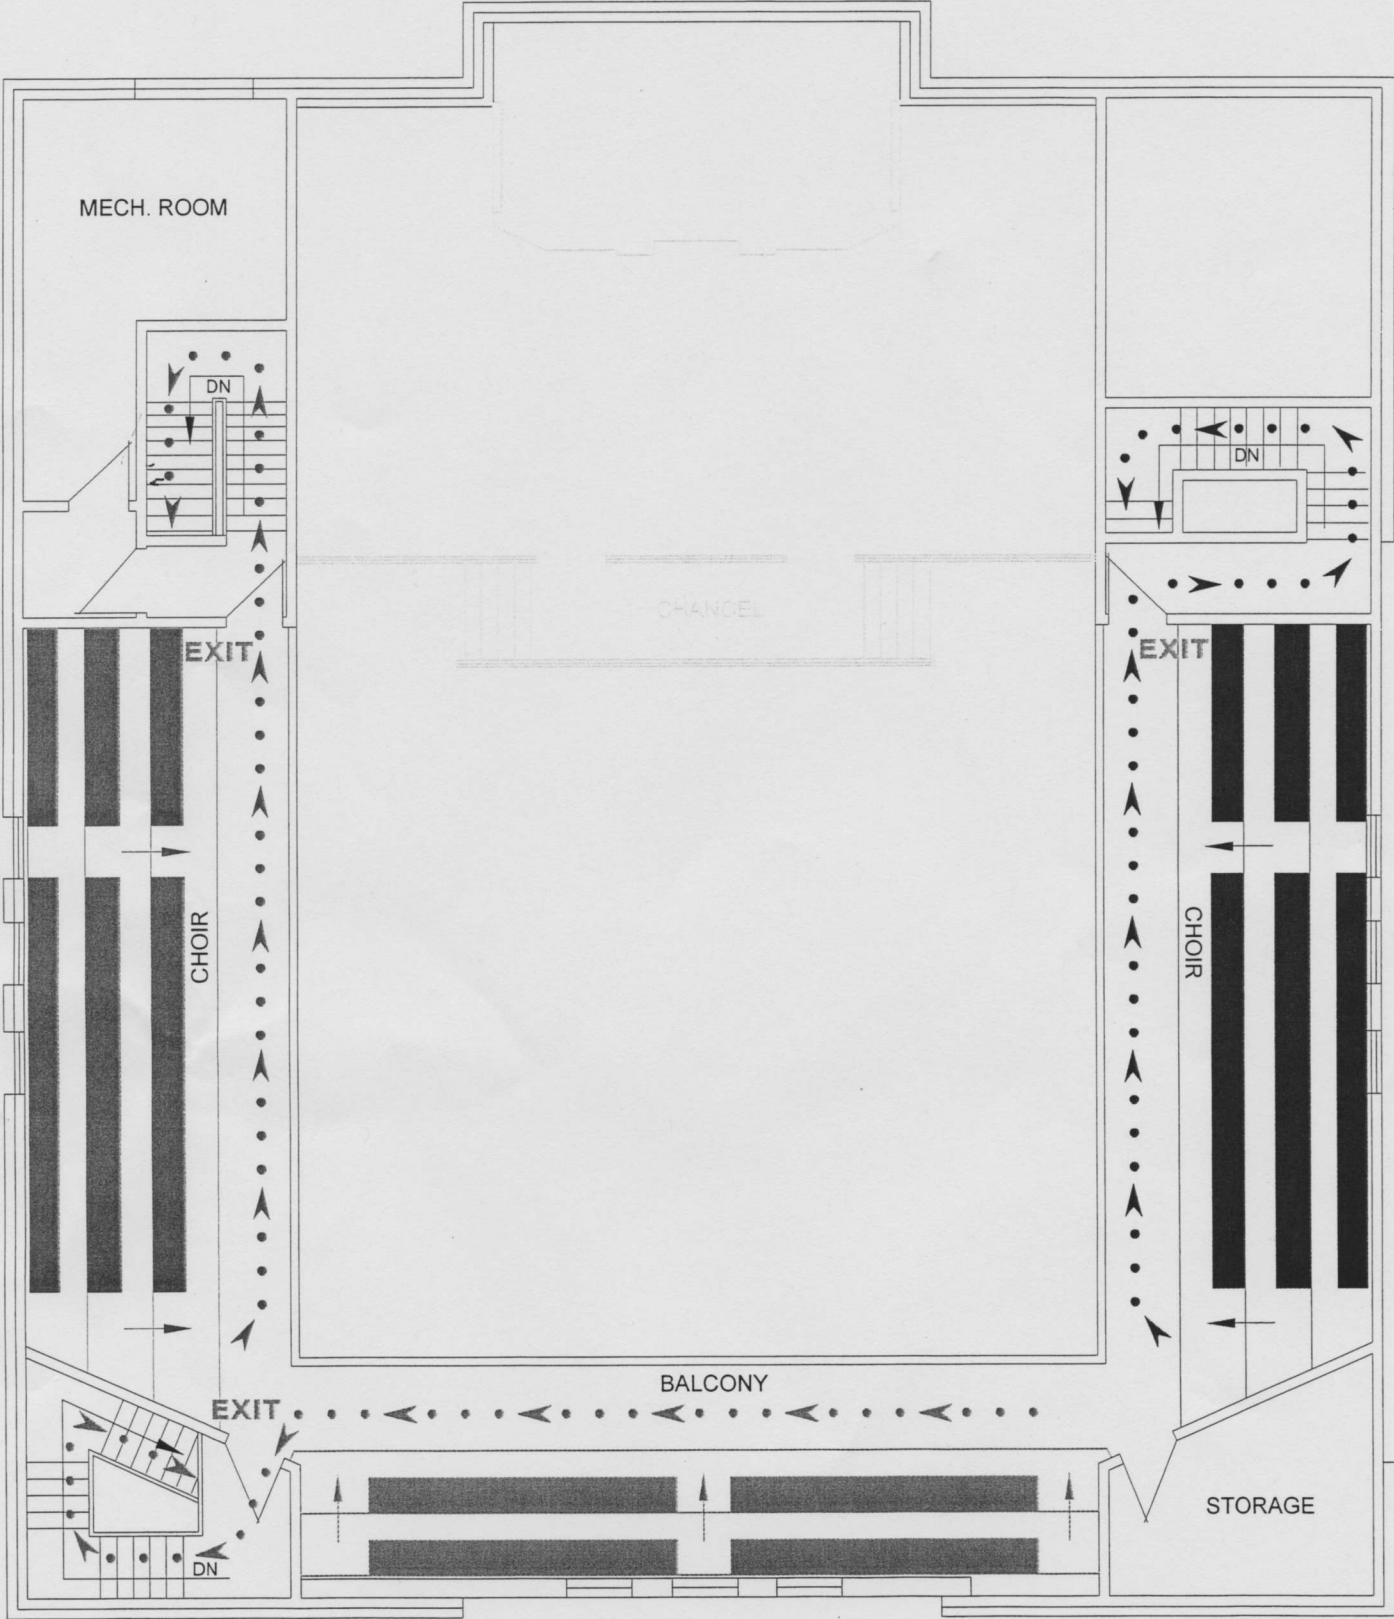 MECH. ROOM
DN
DN
CHANCEL
EXIT
EXIT
CHOIR
CHOIR
BALCONY
EXIT
STORAGE
DN